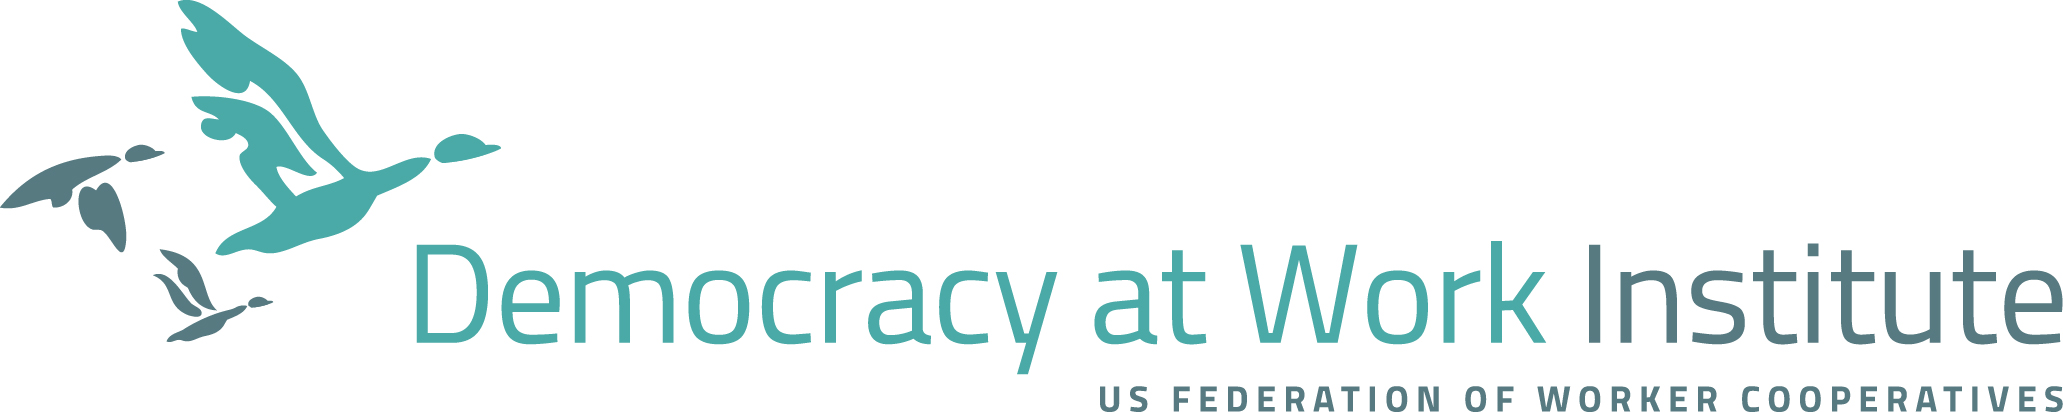 Democracy at Work Institute
US FEDERATION OF WORKER COOPERATIVES